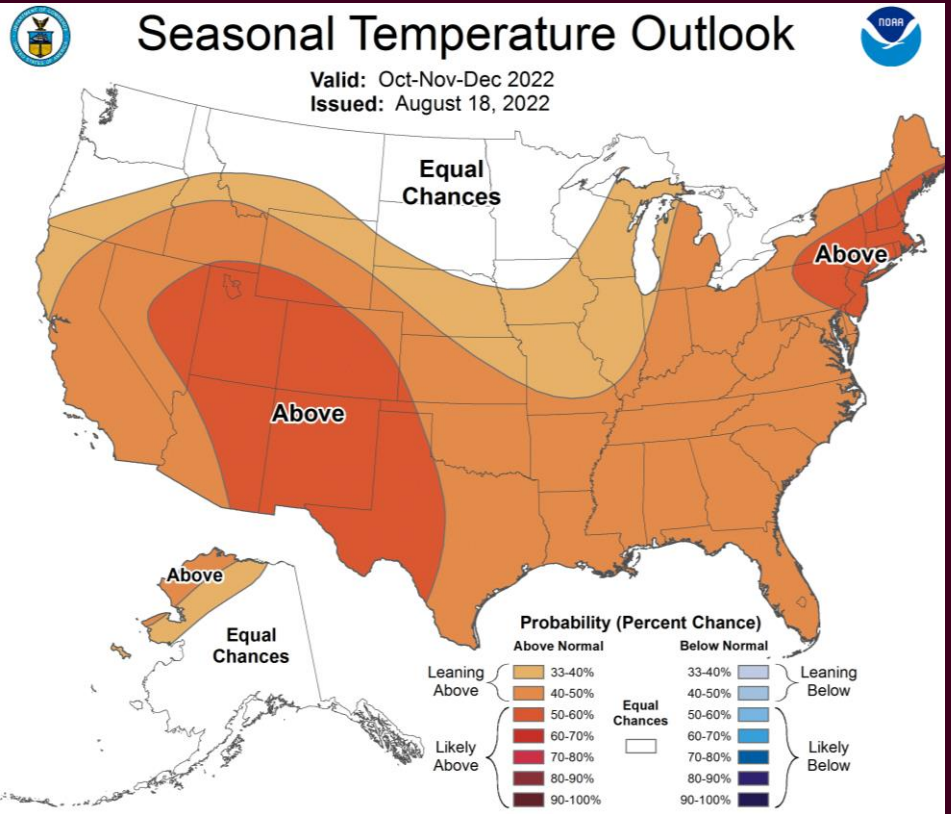 Seasonal Temperature Outlook
NOAA
Valid: Oct-Nov-Dec 2022
Issued: August 18, 2022
Equal
Chances
Above
Above
Above
Equal
Chances
Probability (Percent Chance)
Above Normal
Below Normal
Leaning
Above
33-40%
40-50%
Likely
Above
50-60%
60-70%
70-80%
80-90%
90-100%
Equal
Chances
33-40%
40-50%
Leaning
Below
50-60%
60-70%
70-80%
80-90%
90-100%
Likely
Below